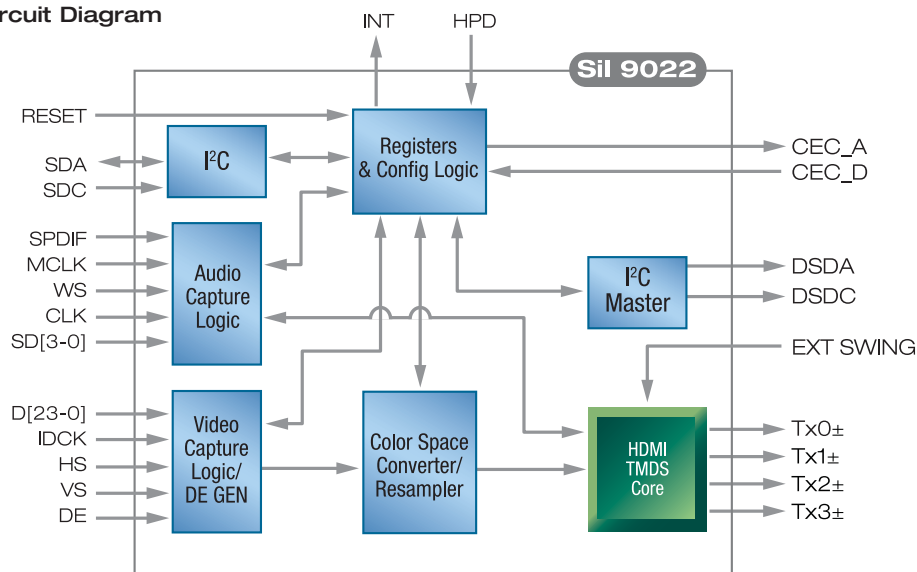 rcuit Diagram
INT
HPD
SiI 9022
RESET
SDA
SDC
I²C
Registers
& Config Logic
CEC_A
CEC_D
SPDIF
MCLK
WS
CLK
SD[3-0]
Audio
Capture
Logic
I²C
Master
DSDA
DSDC
EXT SWING
D[23-0]
IDCK
HS
VS
DE
Video
Capture
Logic/
DE GEN
Color Space
Converter/
Resampler
HDMI
TMDS
Core
Tx0±
Tx1±
Tx2±
Tx3±